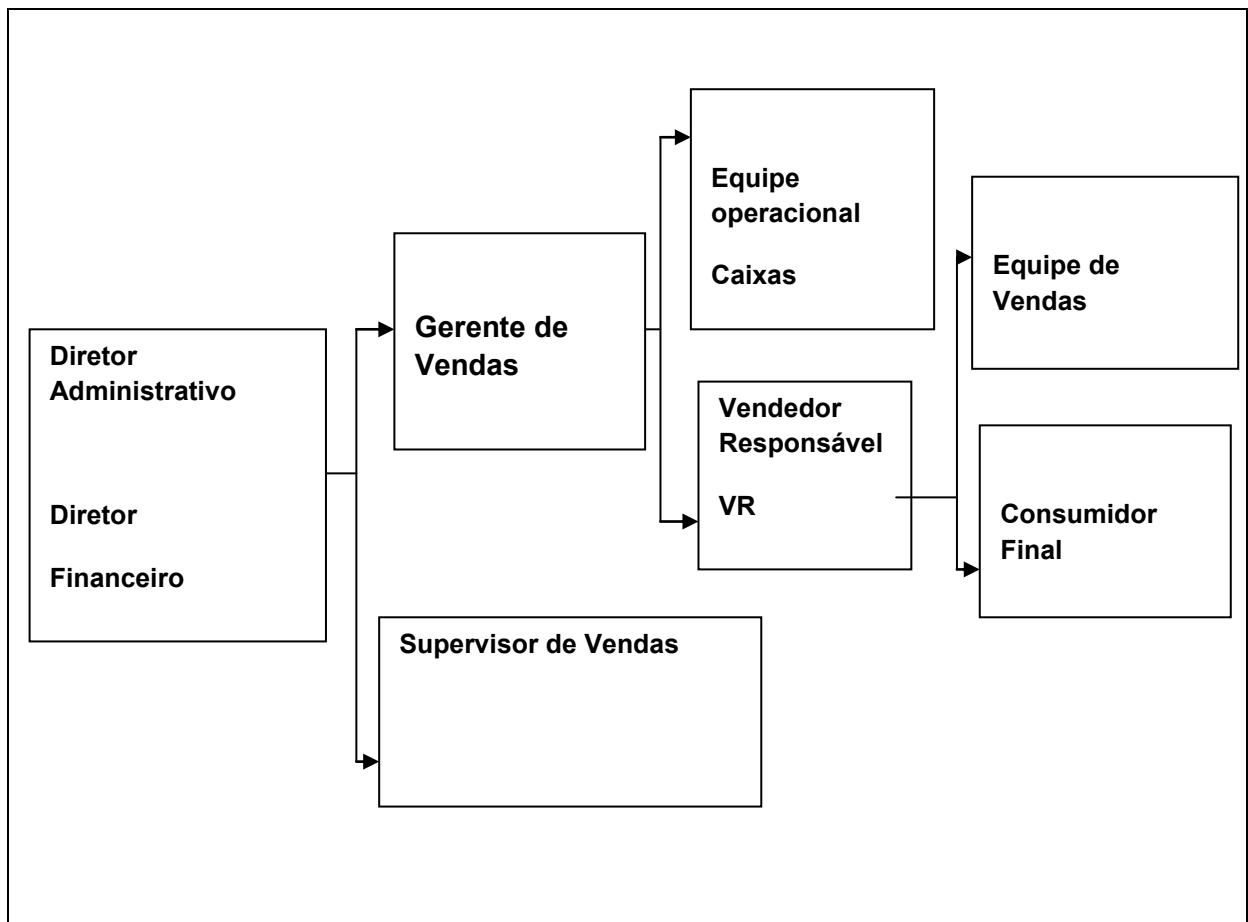 Diretor
Administrativo
Diretor
Financeiro
Gerente de
Vendas
Supervisor de Vendas
Equipe
operacional
Caixas
Vendedor
Responsável
VR
Equipe de
Vendas
Consumidor
Final